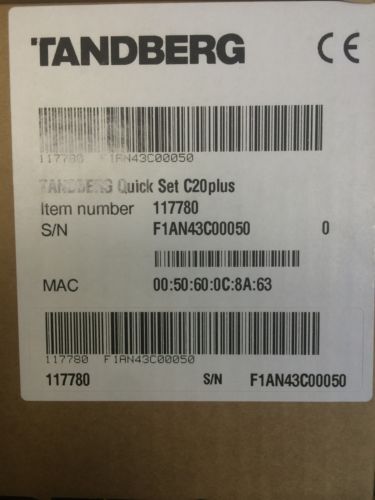 TANDBERG CE
117780 F1AN43C00050
TANDBERG Quick Set C20plus
Item number 117780
S/N F1AN43C00050 0
MAC 00:50:60:0C:8A:63
117780 F1AN43C00050
117780 S/N F1AN43C00050